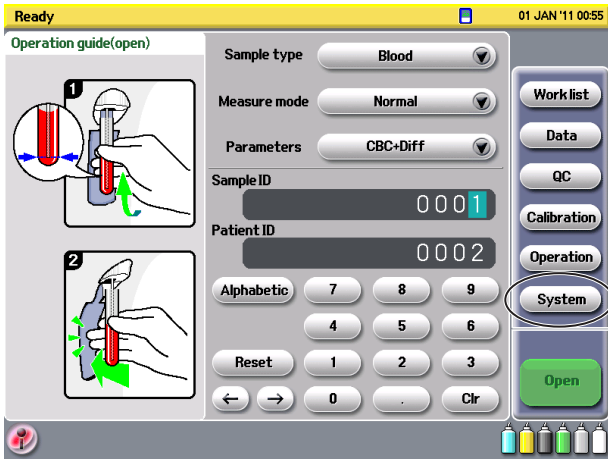 Ready
01 JAN '11 00:55
Operation guide(open)
1
2
Sample type
Blood
Measure mode
Normal
Parameters
CBC+Diff
Sample ID
0001
Patient ID
0002
Alphabetic 7 8 9
4 5 6
Reset 1 2 3
← → 0 . Clr
Work list
Data
QC
Calibration
Operation
System
Open